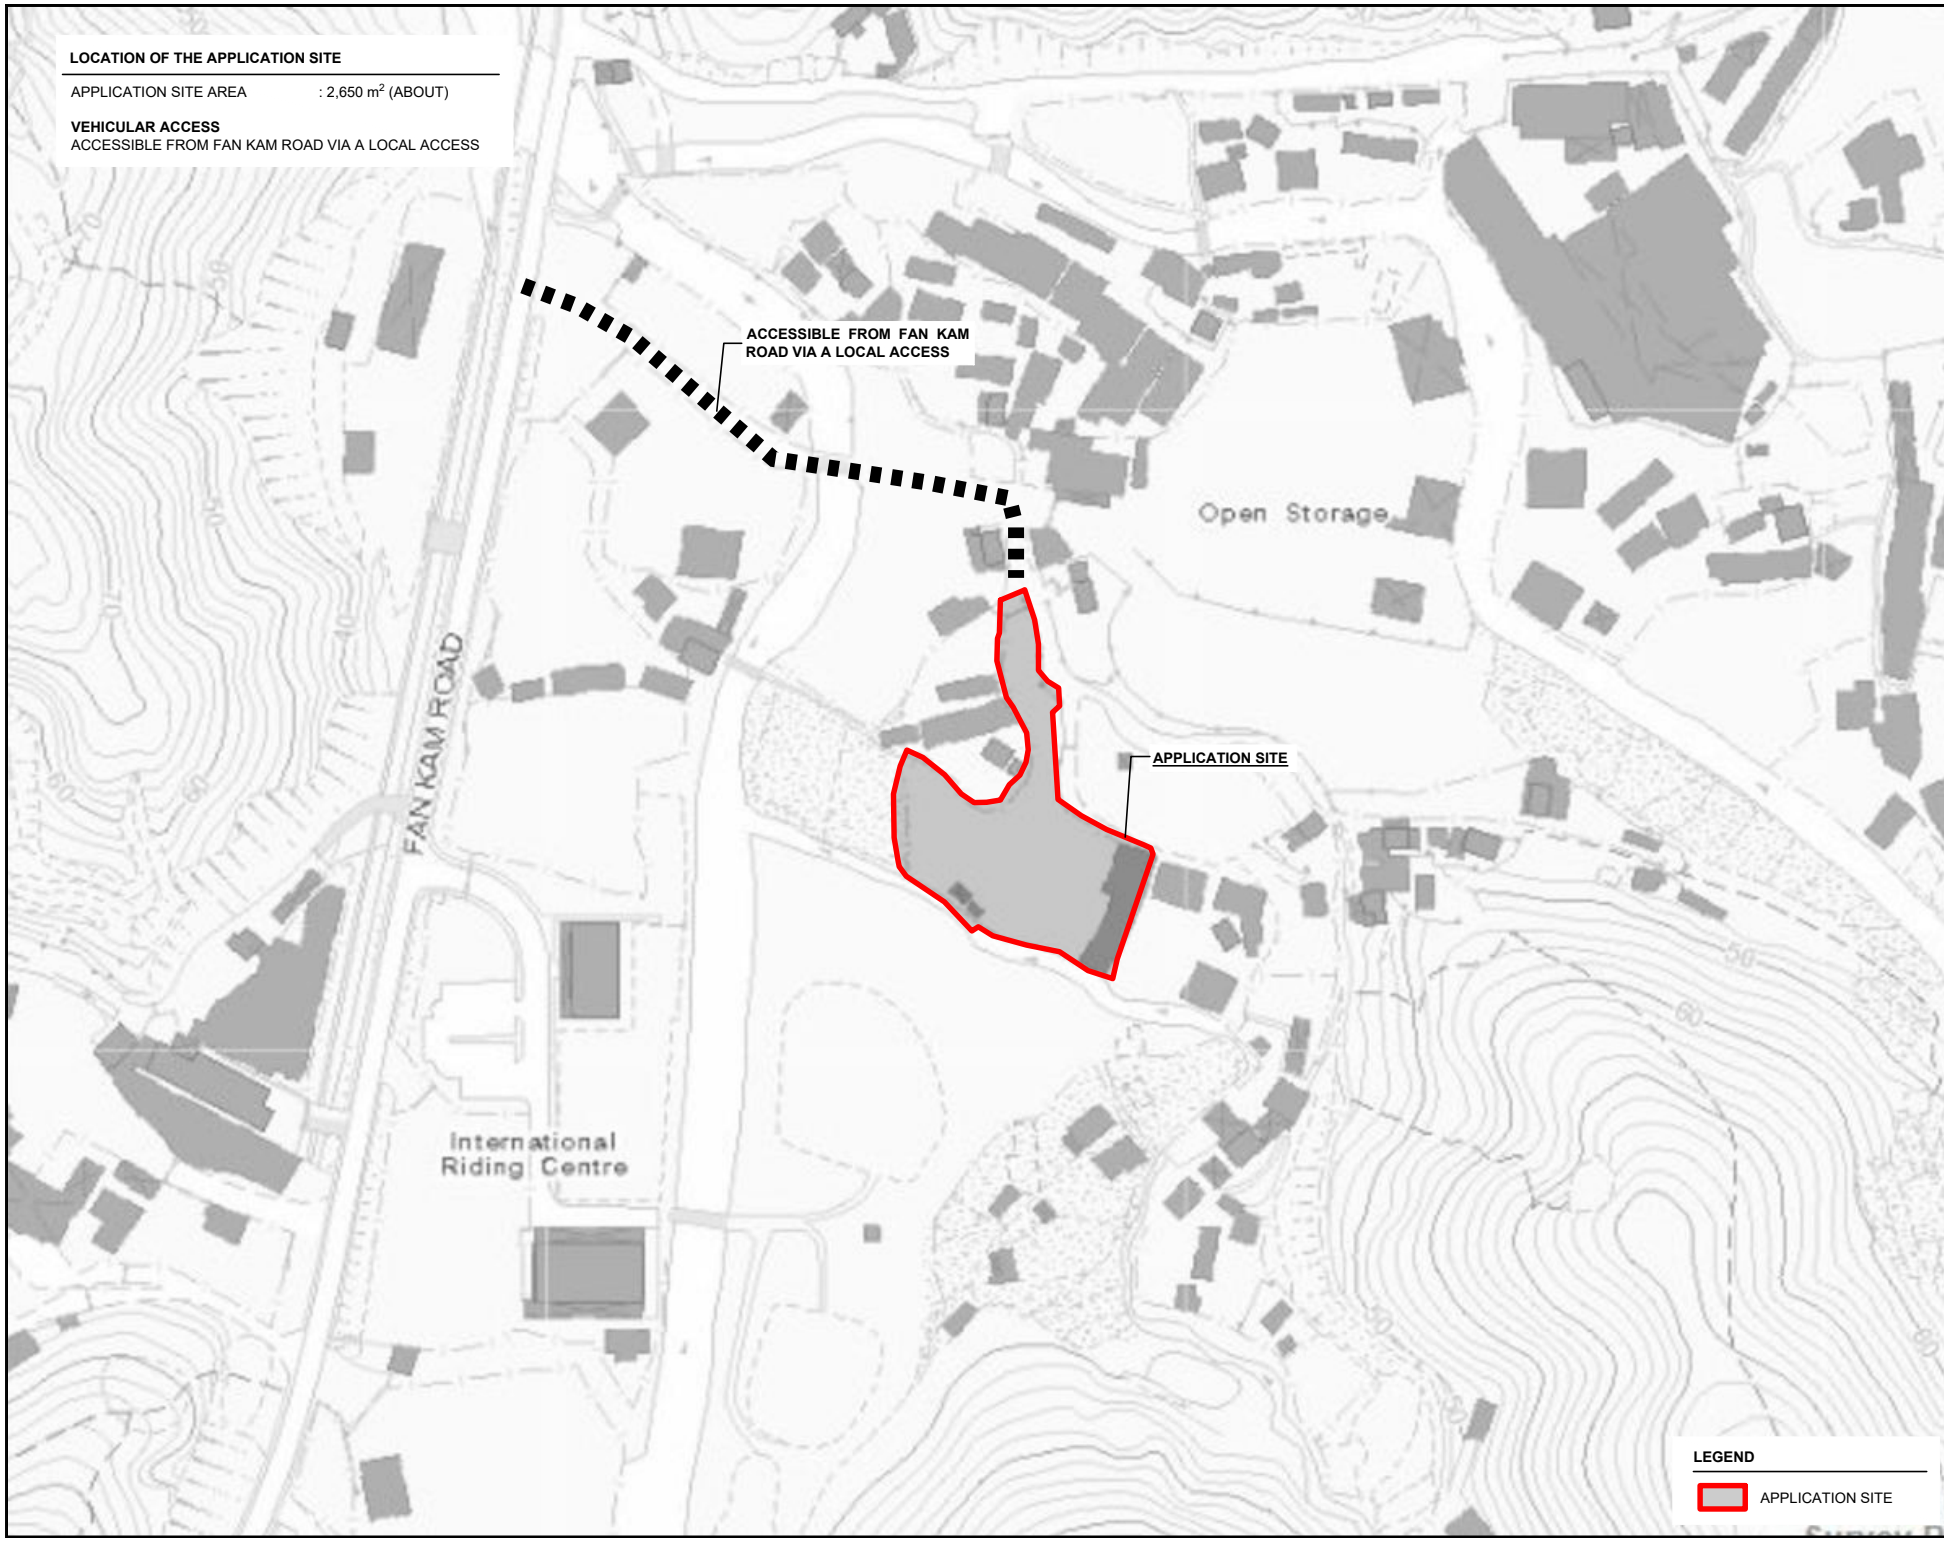 LOCATION OF THE APPLICATION SITE
APPLICATION SITE AREA : 2,650 m² (ABOUT)
VEHICULAR ACCESS
ACCESSIBLE FROM FAN KAM ROAD VIA A LOCAL ACCESS
ACCESSIBLE FROM FAN KAM
ROAD VIA A LOCAL ACCESS
Open Storage
FAN KAM ROAD
APPLICATION SITE
50
60
International
Riding Centre
LEGEND
APPLICATION SITE